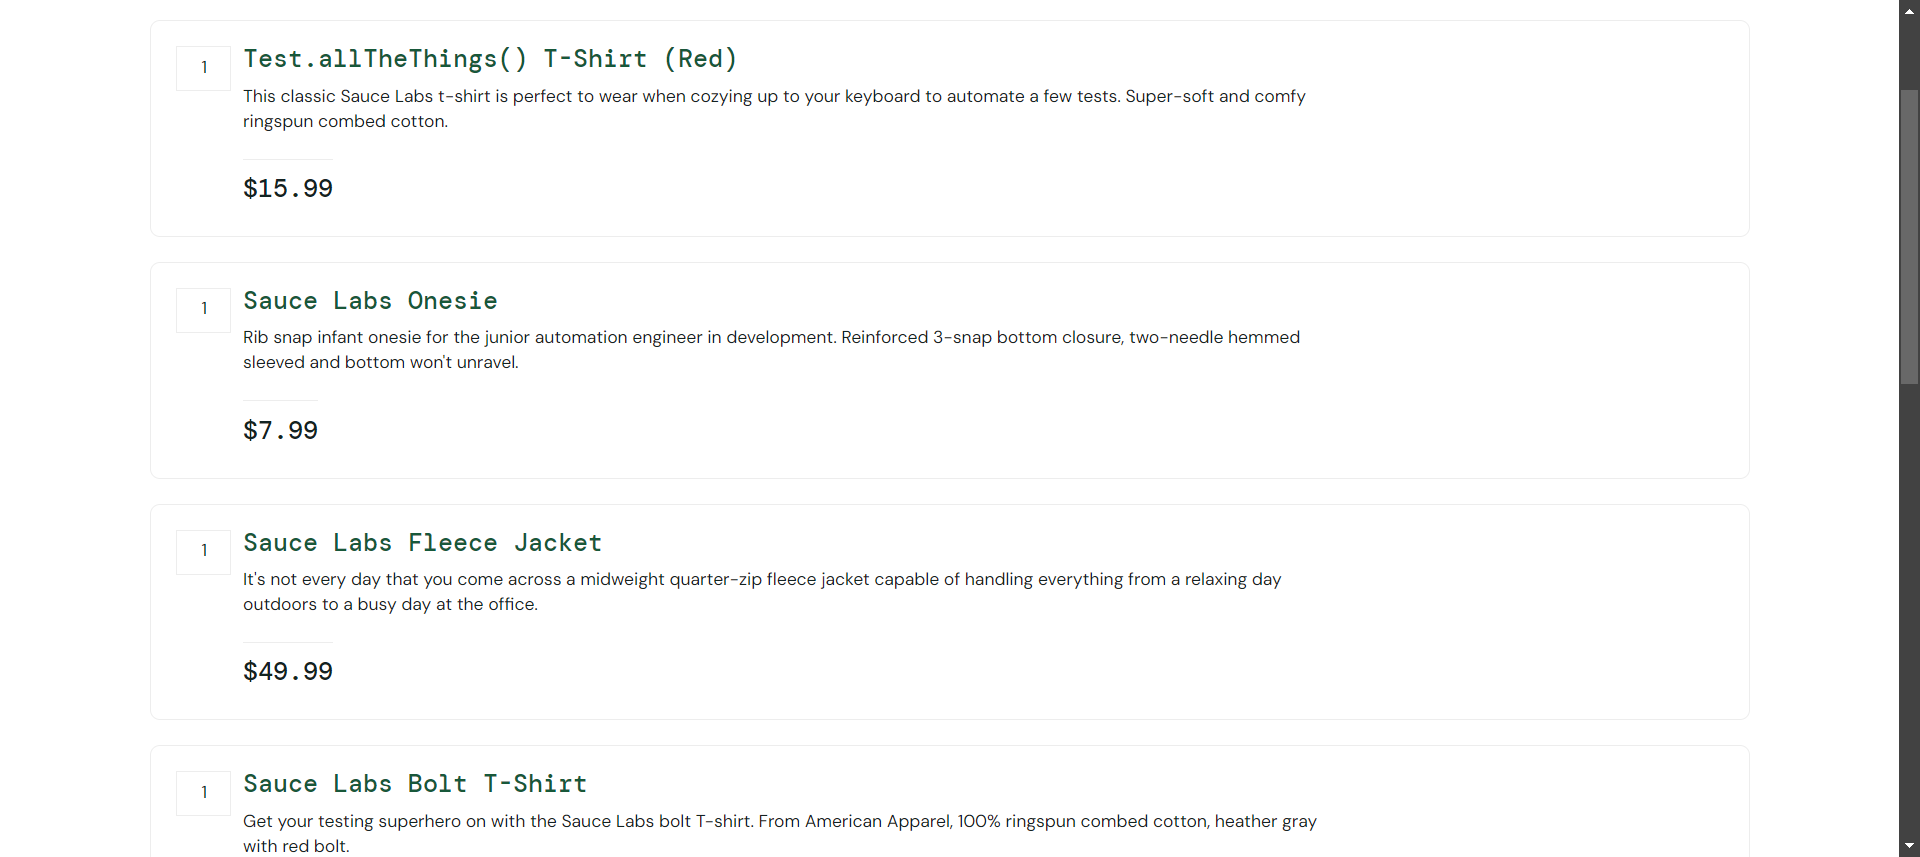 1
Test.allTheThings() T-Shirt (Red)
This classic Sauce Labs t-shirt is perfect to wear when cozying up to your keyboard to automate a few tests. Super-soft and comfy
ringspun combed cotton.
$15.99
1
Sauce Labs Onesie
Rib snap infant onesie for the junior automation engineer in development. Reinforced 3-snap bottom closure, two-needle hemmed
sleeved and bottom won't unravel.
$7.99
1
Sauce Labs Fleece Jacket
It's not every day that you come across a midweight quarter-zip fleece jacket capable of handling everything from a relaxing day
outdoors to a busy day at the office.
$49.99
1
Sauce Labs Bolt T-Shirt
Get your testing superhero on with the Sauce Labs bolt T-shirt. From American Apparel, 100% ringspun combed cotton, heather gray
with red bolt.